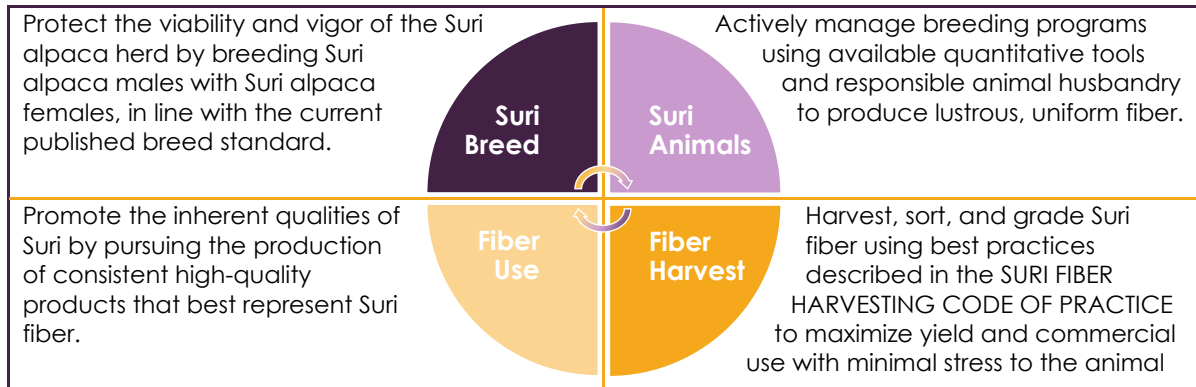 Protect the viability and vigor of the Suri
alpaca herd by breeding Suri
alpaca males with Suri alpaca
females, in line with the current
published breed standard.
Suri
Breed
Suri
Animals
Actively manage breeding programs
using available quantitative tools
and responsible animal husbandry
to produce lustrous, uniform fiber.
Promote the inherent qualities of
Suri by pursuing the production
of consistent high-quality
products that best represent Suri
fiber.
Fiber
Use
Fiber
Harvest
Harvest, sort, and grade Suri
fiber using best practices
described in the SURI FIBER
HARVESTING CODE OF PRACTICE
to maximize yield and commercial
use with minimal stress to the animal